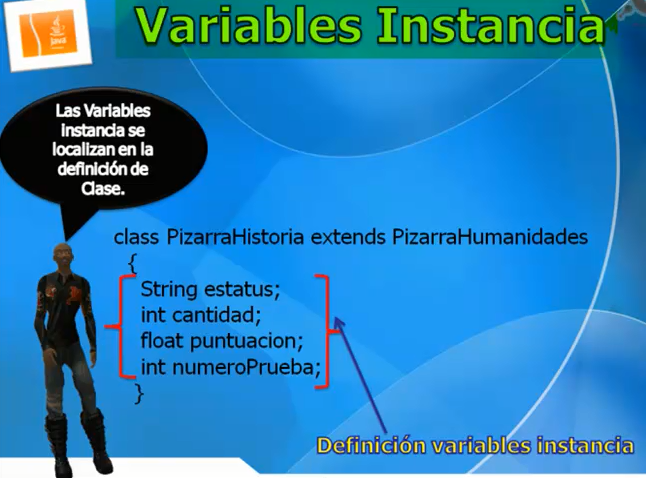 Variables Instancia
Java
Las Variables
instancia se
localizan en la
definición de
Clase.
class PizarraHistoria extends PizarraHumanidades
{
String estatus;
int cantidad;
float puntuacion;
int numeroPrueba;
}
Definición variables instancia